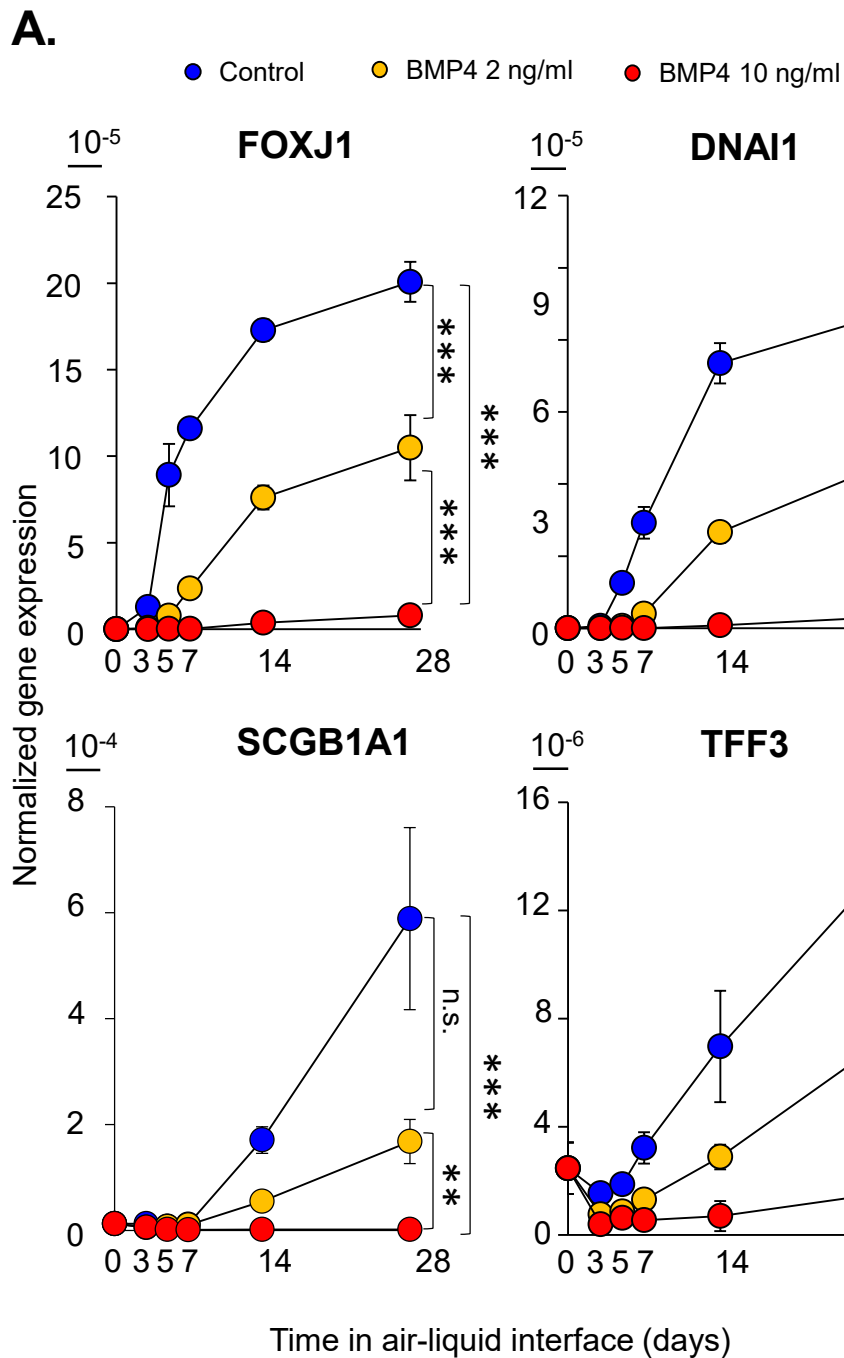 A.
Control BMP4 2 ng/ml BMP4 10 ng/ml
10-5 FOXJ1
25
20
15
10
5
0
0 3 5 7 14 28
***
***
***
10-5 DNAI1
12
9
6
3
0
0 3 5 7 14
Normalized gene expression
10-4 SCGB1A1
8
6
4
2
0
0 3 5 7 14 28
n.s.
***
**
10-6 TFF3
16
12
8
4
0
0 3 5 7 14
Time in air-liquid interface (days)